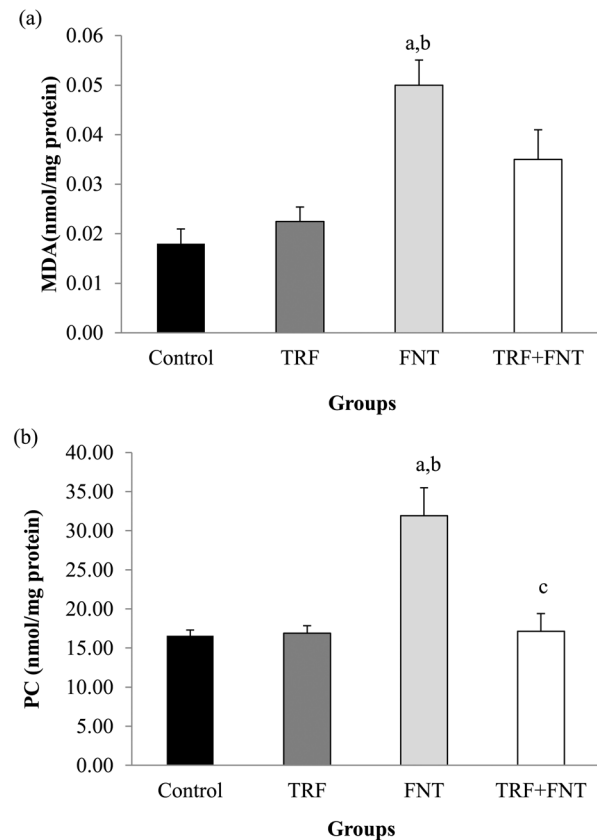 (a)
MDA(nmol/mg protein)
0.06
0.05
0.04
0.03
0.02
0.01
0.00
a,b
Control TRF FNT TRF+FNT
Groups
(b)
PC (nmol/mg protein)
40.00
35.00
30.00
25.00
20.00
15.00
10.00
5.00
0.00
a,b
c
Control TRF FNT TRF+FNT
Groups